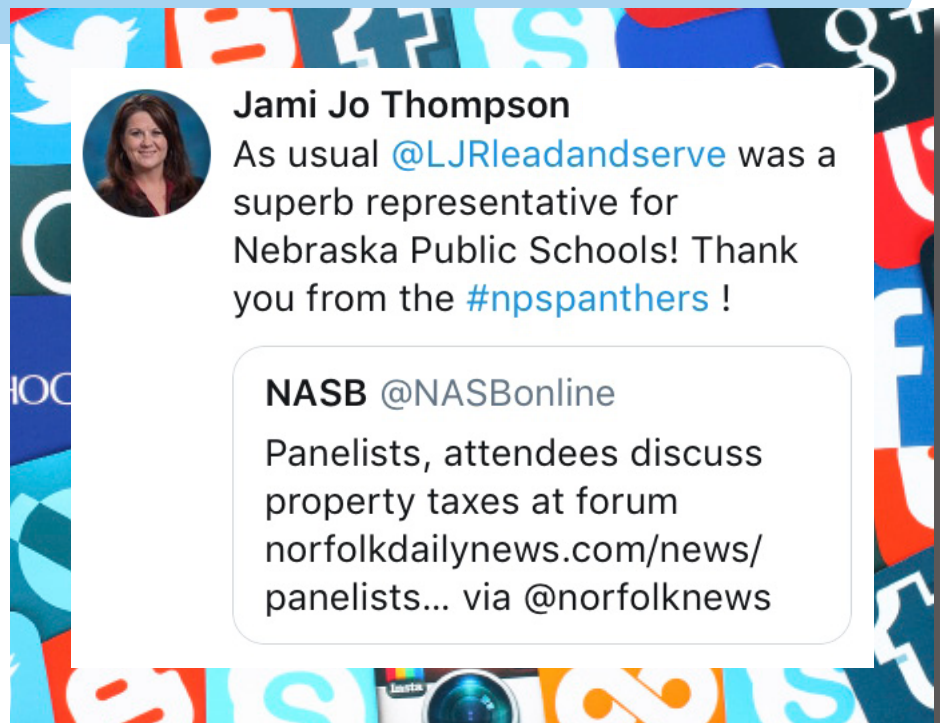 Jami Jo Thompson
As usual @LJRleadandserve was a
superb representative for
Nebraska Public Schools! Thank
you from the #npspanthers !
NASB @NASBonline
Panelists, attendees discuss
property taxes at forum
norfolkdailynews.com/news/
panelists... via @norfolknews
g+
Insta